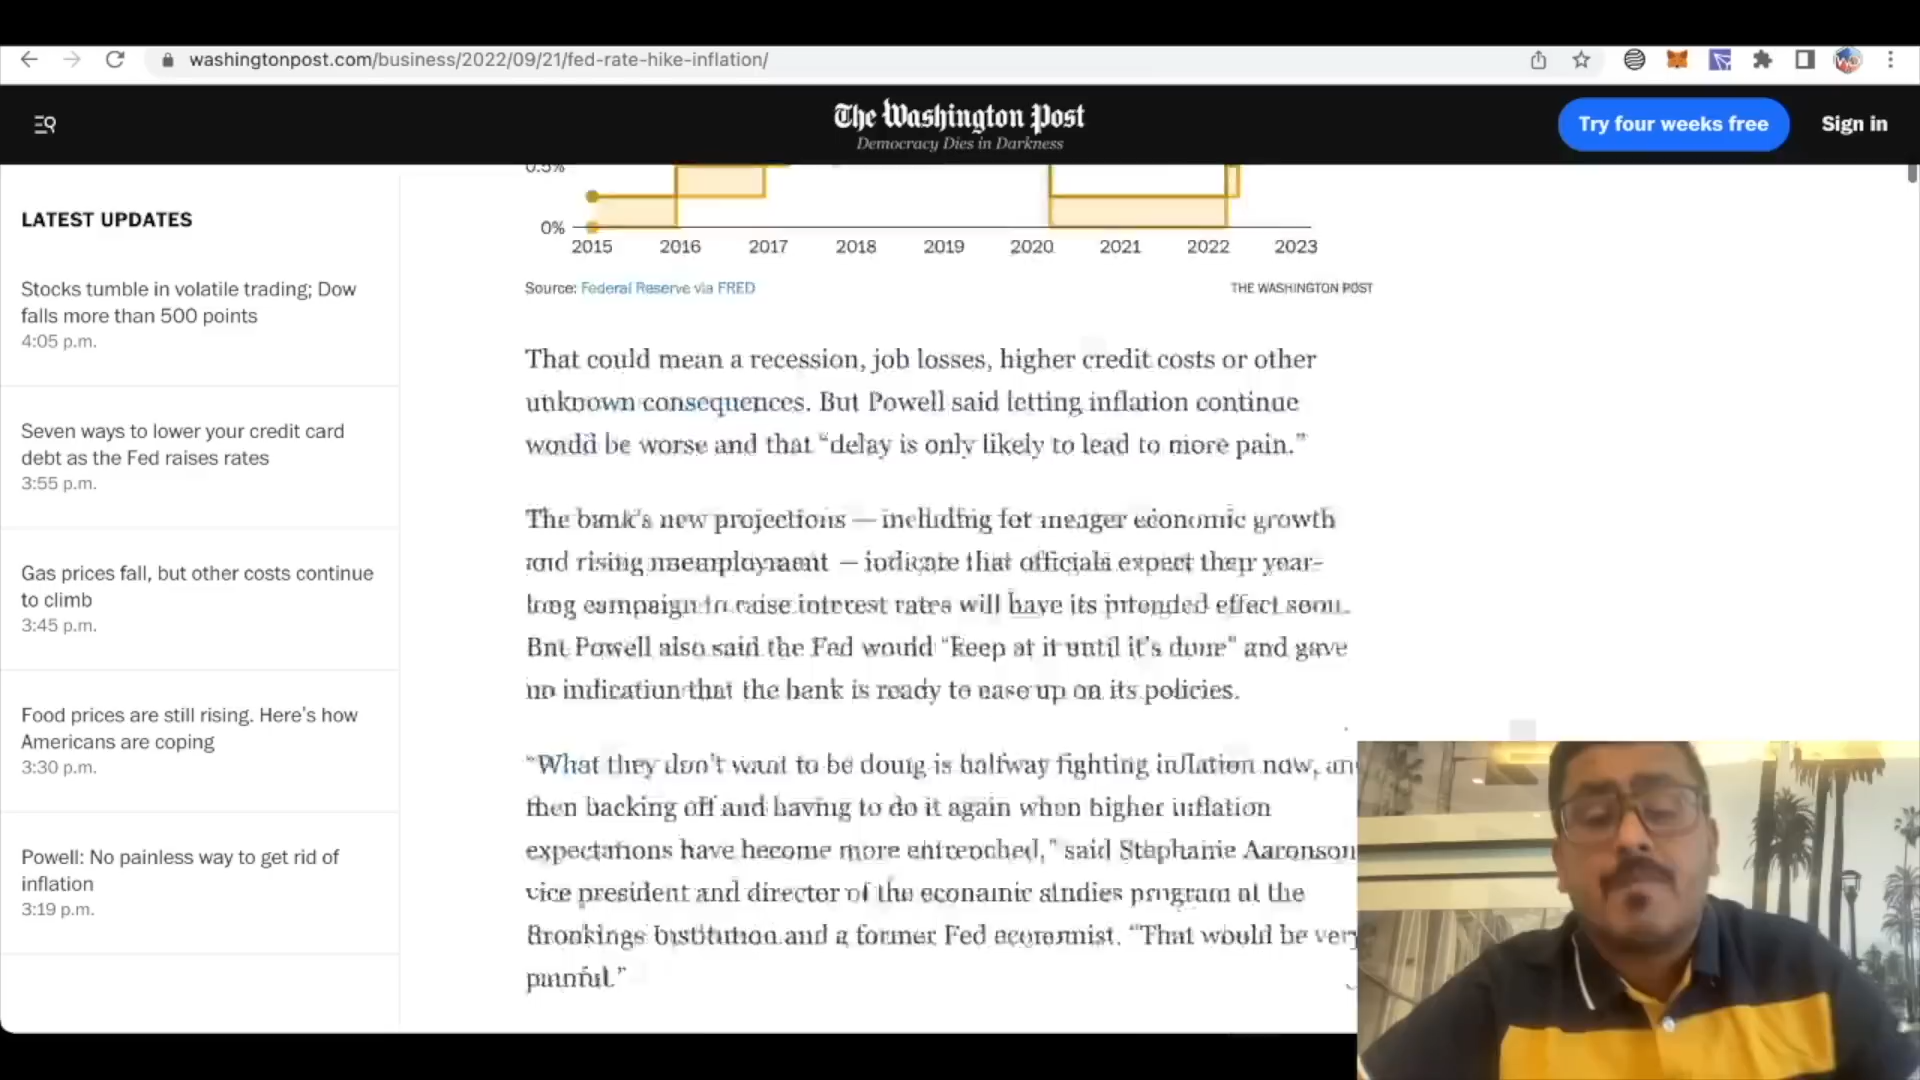 washingtonpost.com/business/2022/09/21/fed-rate-hike-inflation/
The Washington Post
Democracy Dies in Darkness
Try four weeks free
Sign in
LATEST UPDATES
Stocks tumble in volatile trading; Dow
falls more than 500 points
4:05 p.m.
Seven ways to lower your credit card
debt as the Fed raises rates
3:55 p.m.
Gas prices fall, but other costs continue
to climb
3:45 p.m.
Food prices are still rising. Here's how
Americans are coping
3:30 p.m.
Powell: No painless way to get rid of
inflation
3:19 p.m.
0.5%
0%
2015 2016 2017 2018 2019 2020 2021 2022 2023
Source: Federal Reserve via FRED
THE WASHINGTON POST
That could mean a recession, job losses, higher credit costs or other
unknown consequences. But Powell said letting inflation continue
would be worse and that “delay is only likely to lead to more pain.”
The bank's new projections — including for meager economic growth
and rising unemployment — indicate that officials expect their year-
long campaign to raise interest rates will have its intended effect soon.
But Powell also said the Fed would “keep at it until it's done” and gave
no indication that the bank is ready to ease up on its policies.
“What they don't want to be doing is halfway fighting inflation now, an
then backing off and having to do it again when higher inflation
expectations have become more entrenched,” said Stephanie Aaronson
vice president and director of the economic studies program at the
Brookings Institution and a former Fed economist. “That would be very
painful.”